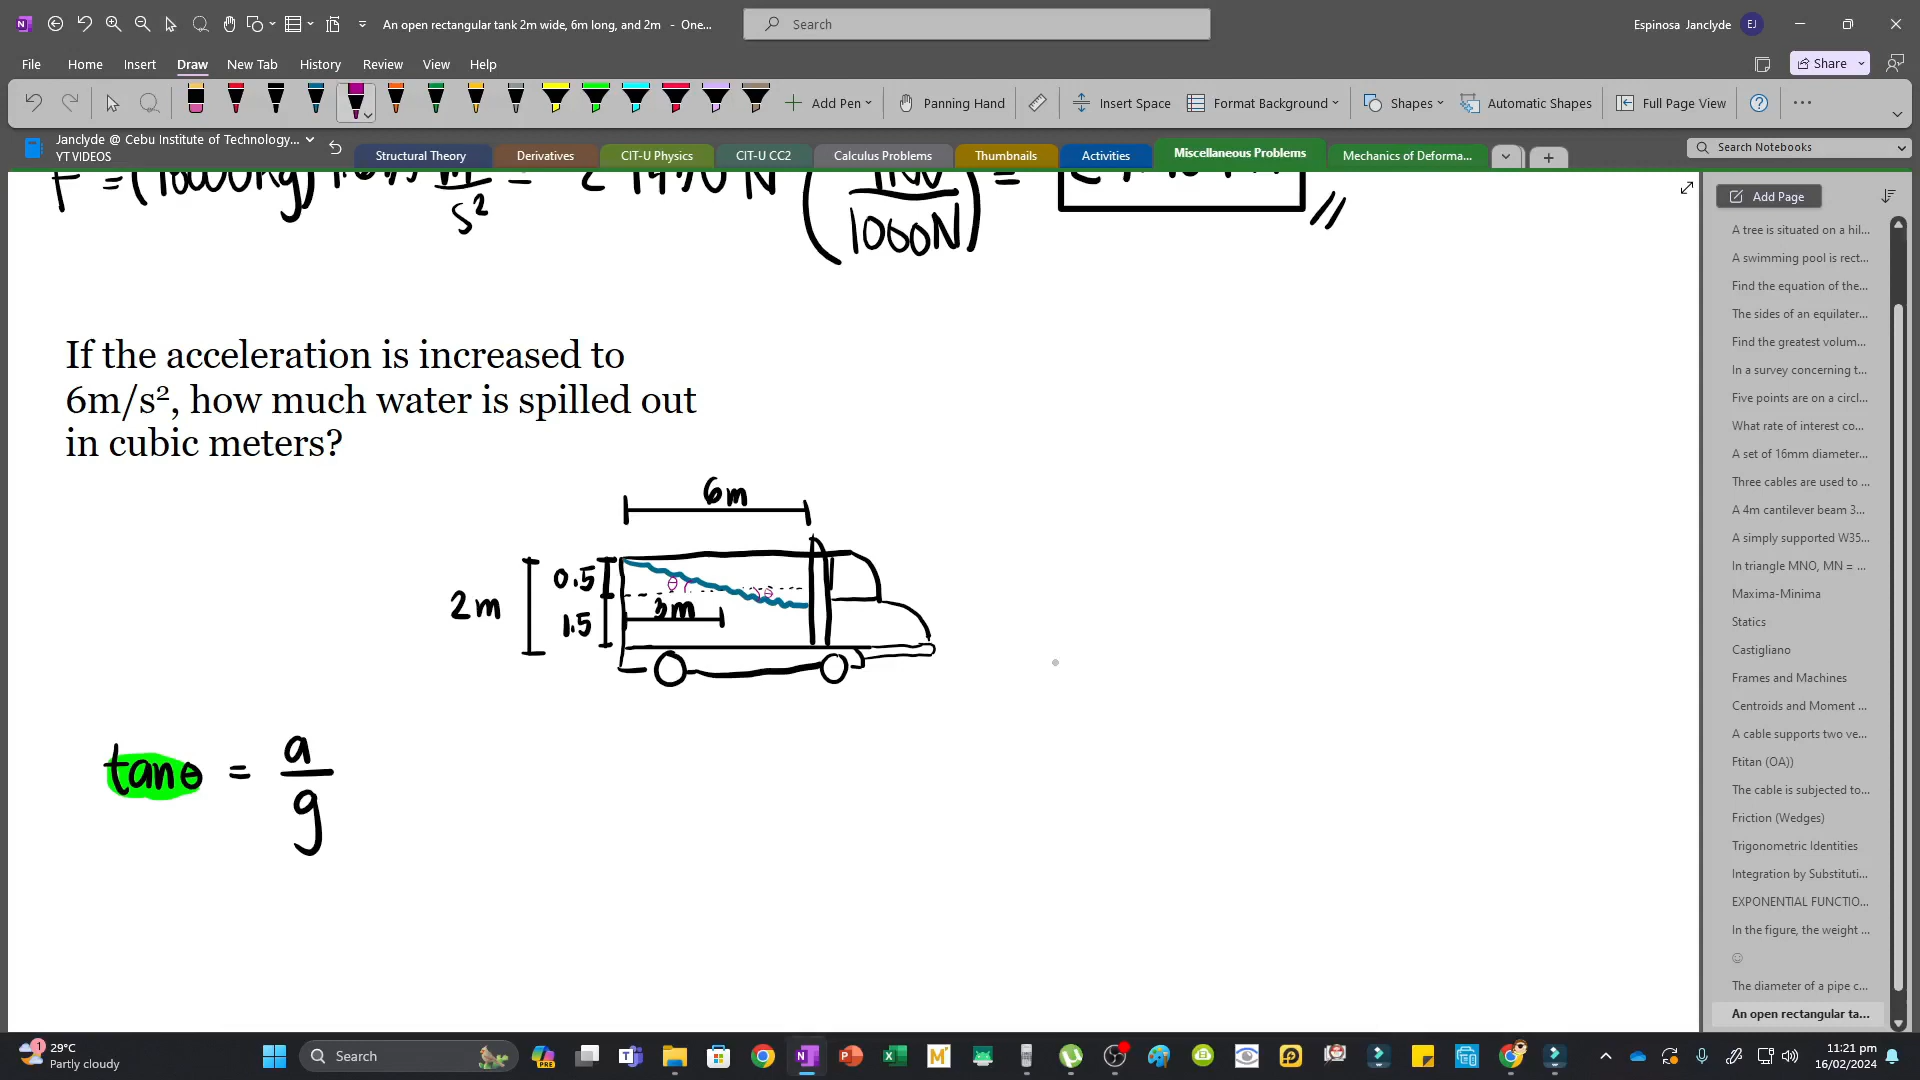 An open rectangular tank 2m wide, 6m long, and 2m - One...
Search
Espinosa Janclyde
EJ
File
Home
Insert
Draw
New Tab
History
Review
View
Help
Share
Add Pen
Panning Hand
Insert Space
Format Background
Shapes
Automatic Shapes
Full Page View
Janclyde @ Cebu Institute of Technology...
YT VIDEOS
Structural Theory
Derivatives
CIT-U Physics
CIT-U CC2
Calculus Problems
Thumbnails
Activities
Miscellaneous Problems
Mechanics of Deforma...
Search Notebooks
Add Page
A tree is situated on a hil...
A swimming pool is rect...
Find the equation of the...
The sides of an equilater...
Find the greatest volum...
In a survey concerning t...
Five points are on a circl...
What rate of interest co...
A set of 16mm diameter...
Three cables are used to ...
A 4m cantilever beam 3...
A simply supported W35...
In triangle MNO, MN = ...
Maxima-Minima
Statics
Castigliano
Frames and Machines
Centroids and Moment ...
A cable supports two ve...
Ftitan (OA))
The cable is subjected to...
Friction (Wedges)
Trigonometric Identities
Integration by Substituti...
EXPONENTIAL FUNCTIO...
In the figure, the weight ...
The diameter of a pipe c...
An open rectangular ta...
s²
1000N
If the acceleration is increased to
6m/s², how much water is spilled out
in cubic meters?
6m
2m
0.5
1.5
θ
θ
3m
tanθ = a/g
1
29°C
Partly cloudy
Search
11:21 pm
16/02/2024